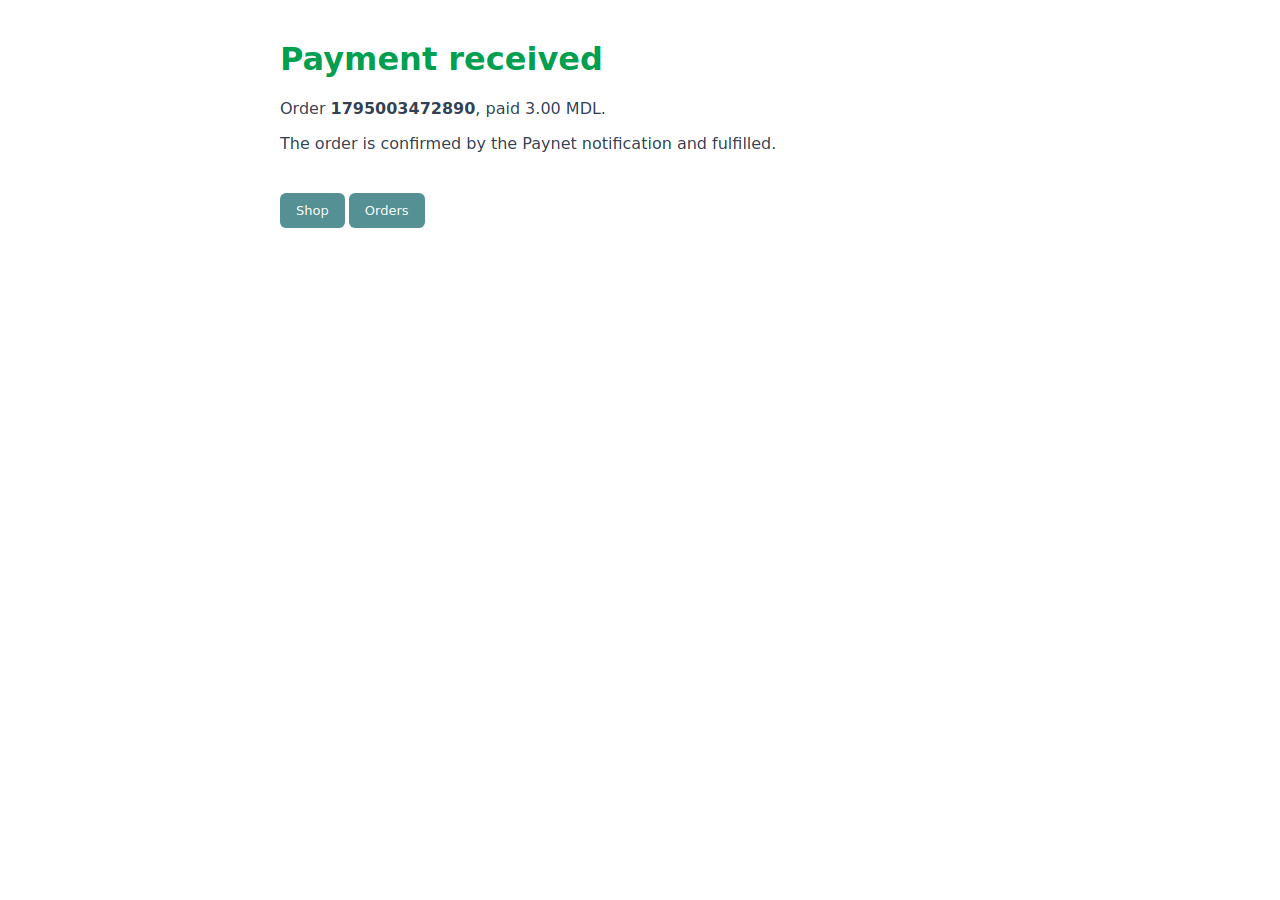 Payment received
Order 1795003472890, paid 3.00 MDL.
The order is confirmed by the Paynet notification and fulfilled.
Shop Orders